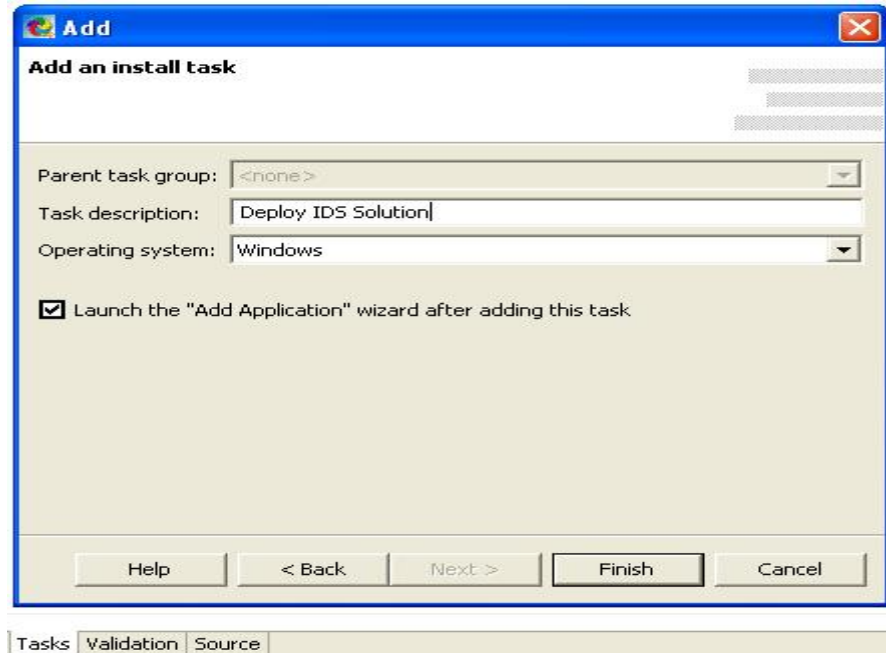 Add
Add an install task
Parent task group: <none>
Task description: Deploy IDS Solution
Operating system: Windows
Launch the "Add Application" wizard after adding this task
Help < Back Next > Finish Cancel
Tasks Validation Source